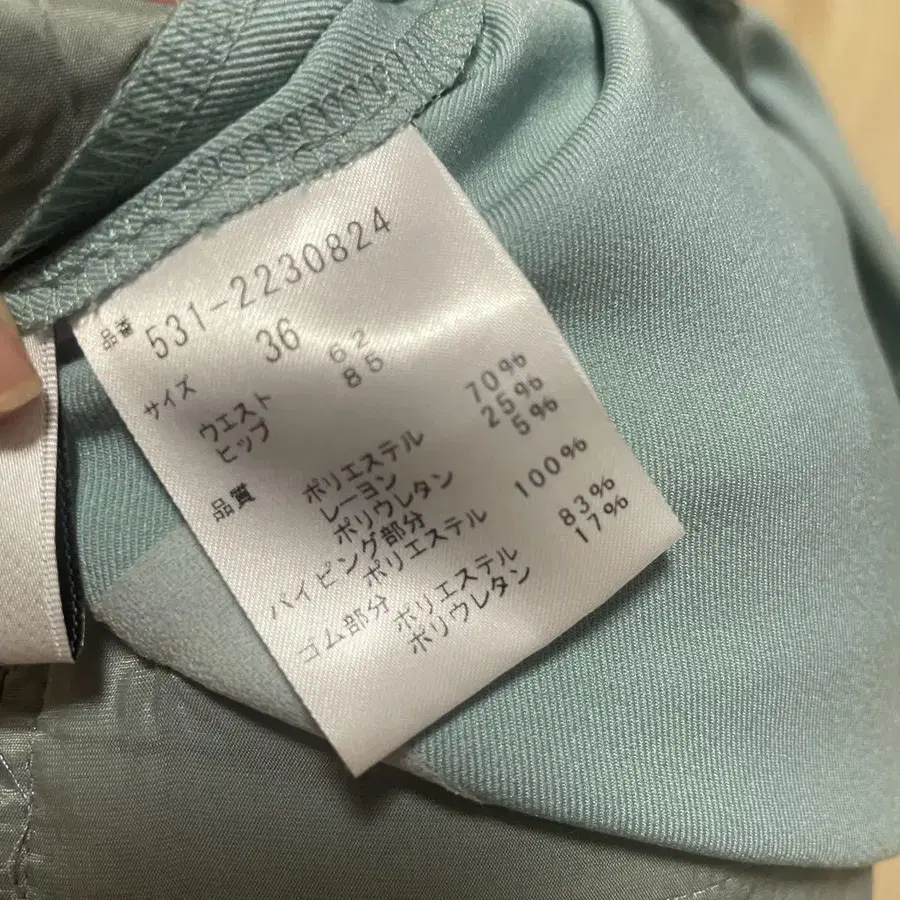 品番 531-2230824
サイズ 36
ウエスト 62
ヒップ 85
品質 ポリエステル 70%
レーヨン 25%
ポリウレタン 5%
パイピング部分
ポリエステル 100%
ゴム部分
ポリエステル 83%
ポリウレタン 17%